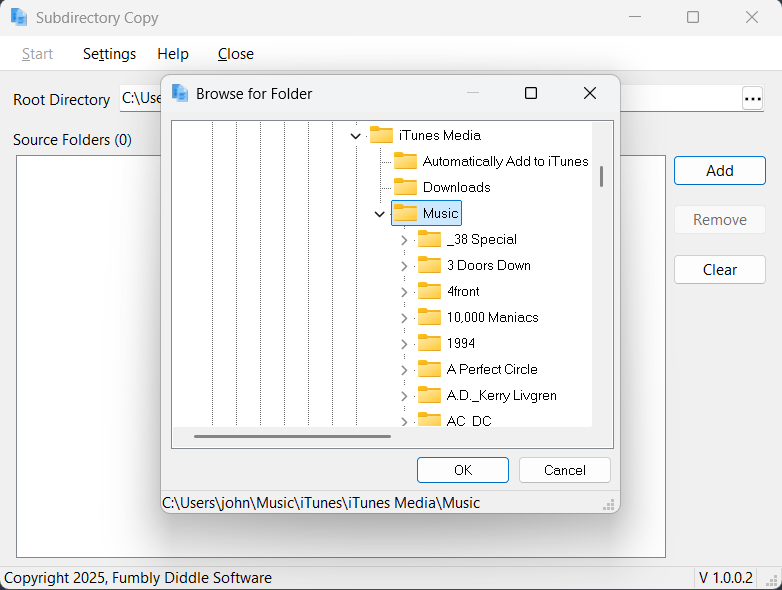 Subdirectory Copy
Start Settings Help Close
Browse for Folder
Root Directory C:\Use
Source Folders (0)
iTunes Media
Automatically Add to iTunes
Downloads
Music
_38 Special
3 Doors Down
4front
10,000 Maniacs
1994
A Perfect Circle
A.D._Kerry Livgren
AC_DC
Add
Remove
Clear
OK Cancel
C:\Users\john\Music\iTunes\iTunes Media\Music
Copyright 2025, Fumbly Diddle Software V 1.0.0.2